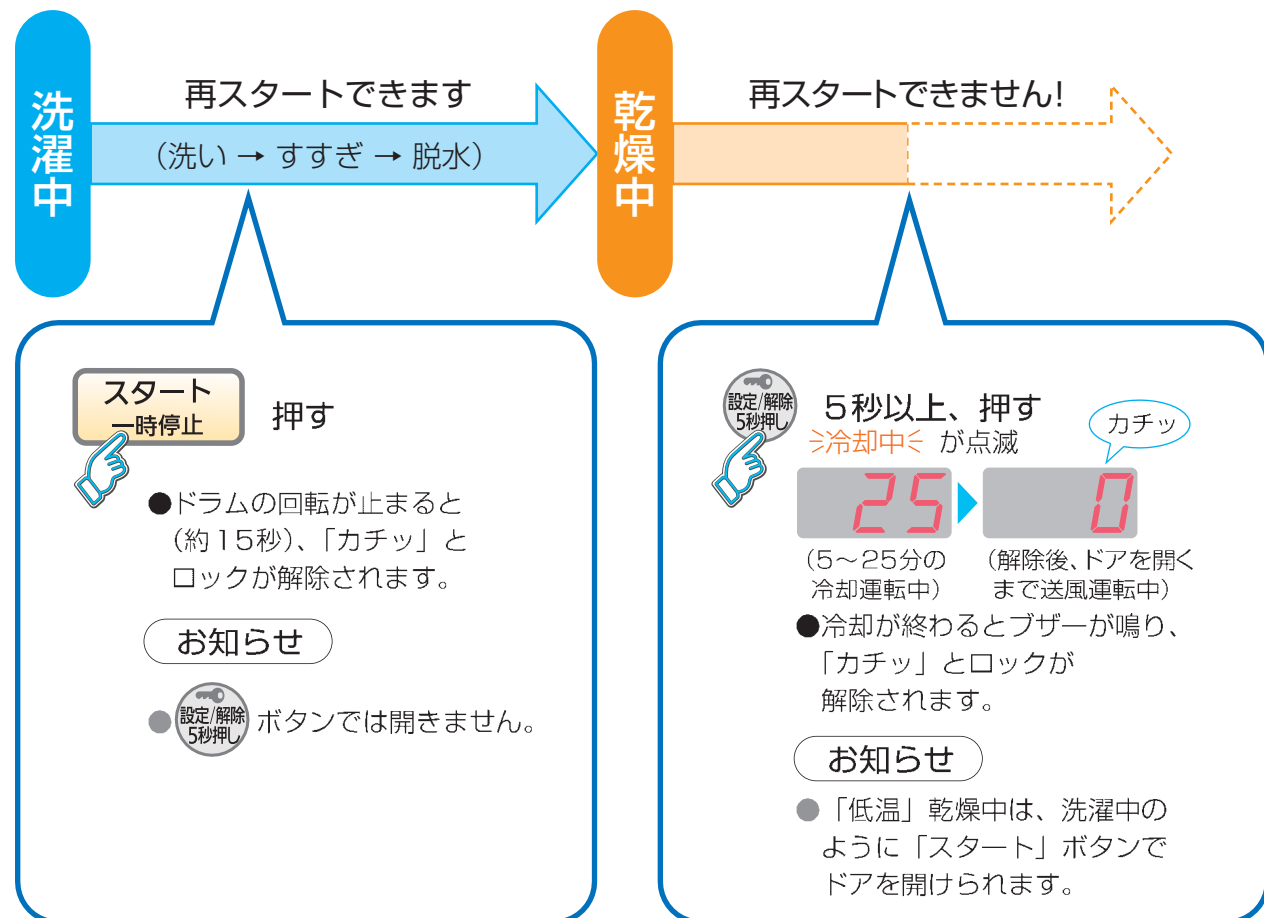 洗濯中
再スタートできます
(洗い → すすぎ → 脱水)
乾燥中
再スタートできません!
スタート
一時停止
押す
●ドラムの回転が止まると
(約15秒)、「カチッ」と
ロックが解除されます。
お知らせ
●設定/解除 5秒押し ボタンでは開きません。
設定/解除
5秒押し
5秒以上、押す
冷却中 が点滅
カチッ
25
0
(5～25分の
冷却運転中)
(解除後、ドアを開く
まで送風運転中)
●冷却が終わるとブザーが鳴り、
「カチッ」とロックが
解除されます。
お知らせ
●「低温」乾燥中は、洗濯中の
ように「スタート」ボタンで
ドアを開けられます。